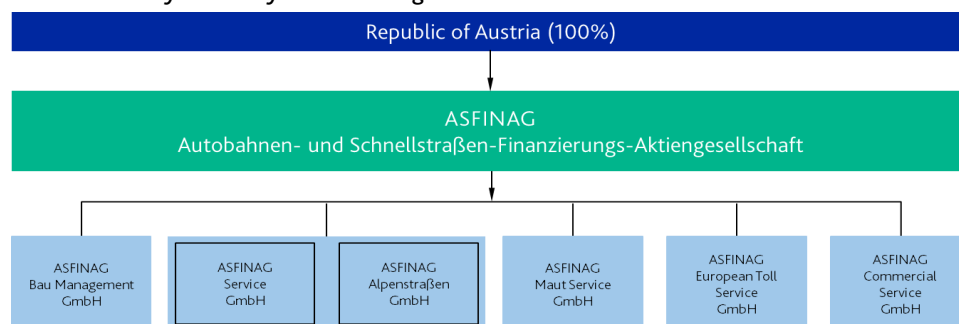 Republic of Austria (100%)
ASFINAG
Autobahnen- und Schnellstraßen-Finanzierungs-Aktiengesellschaft
ASFINAG
Bau Management
GmbH
ASFINAG
Service
GmbH
ASFINAG
Alpenstraßen
GmbH
ASFINAG
Maut Service
GmbH
ASFINAG
European Toll
Service
GmbH
ASFINAG
Commercial
Service
GmbH